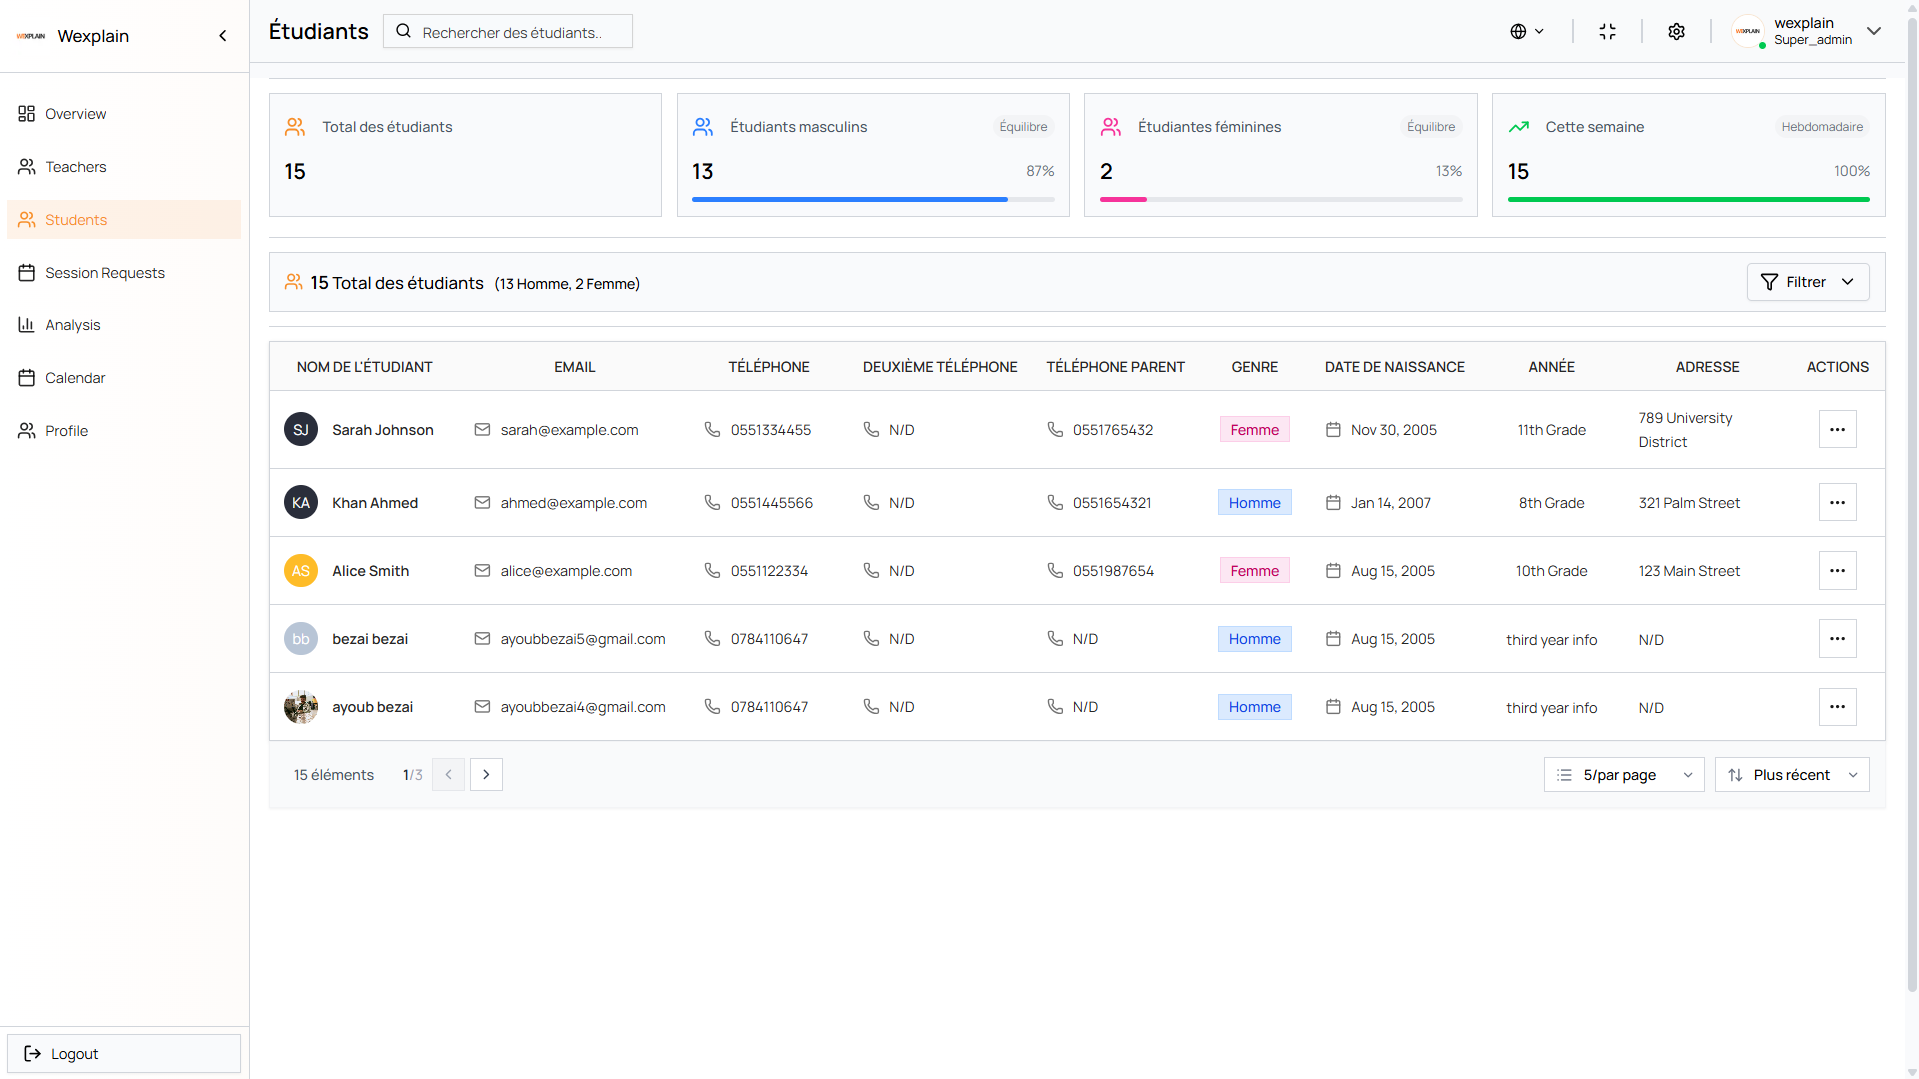 WEXPLAIN
Wexplain
Overview
Teachers
Students
Session Requests
Analysis
Calendar
Profile
Logout
Étudiants
Rechercher des étudiants..
WEXPLAIN
wexplain
Super_admin
Total des étudiants
15
Étudiants masculins
Équilibre
13
87%
Étudiantes féminines
Équilibre
2
13%
Cette semaine
Hebdomadaire
15
100%
15 Total des étudiants (13 Homme, 2 Femme)
Filtrer
NOM DE L'ÉTUDIANT EMAIL TÉLÉPHONE DEUXIÈME TÉLÉPHONE TÉLÉPHONE PARENT GENRE DATE DE NAISSANCE ANNÉE ADRESSE ACTIONS
SJ Sarah Johnson sarah@example.com 0551334455 N/D 0551765432 Femme Nov 30, 2005 11th Grade 789 University
District
KA Khan Ahmed ahmed@example.com 0551445566 N/D 0551654321 Homme Jan 14, 2007 8th Grade 321 Palm Street
AS Alice Smith alice@example.com 0551122334 N/D 0551987654 Femme Aug 15, 2005 10th Grade 123 Main Street
bb bezai bezai ayoubbezai5@gmail.com 0784110647 N/D N/D Homme Aug 15, 2005 third year info N/D
ayoub bezai ayoubbezai4@gmail.com 0784110647 N/D N/D Homme Aug 15, 2005 third year info N/D
15 éléments 1/3 5/par page Plus récent